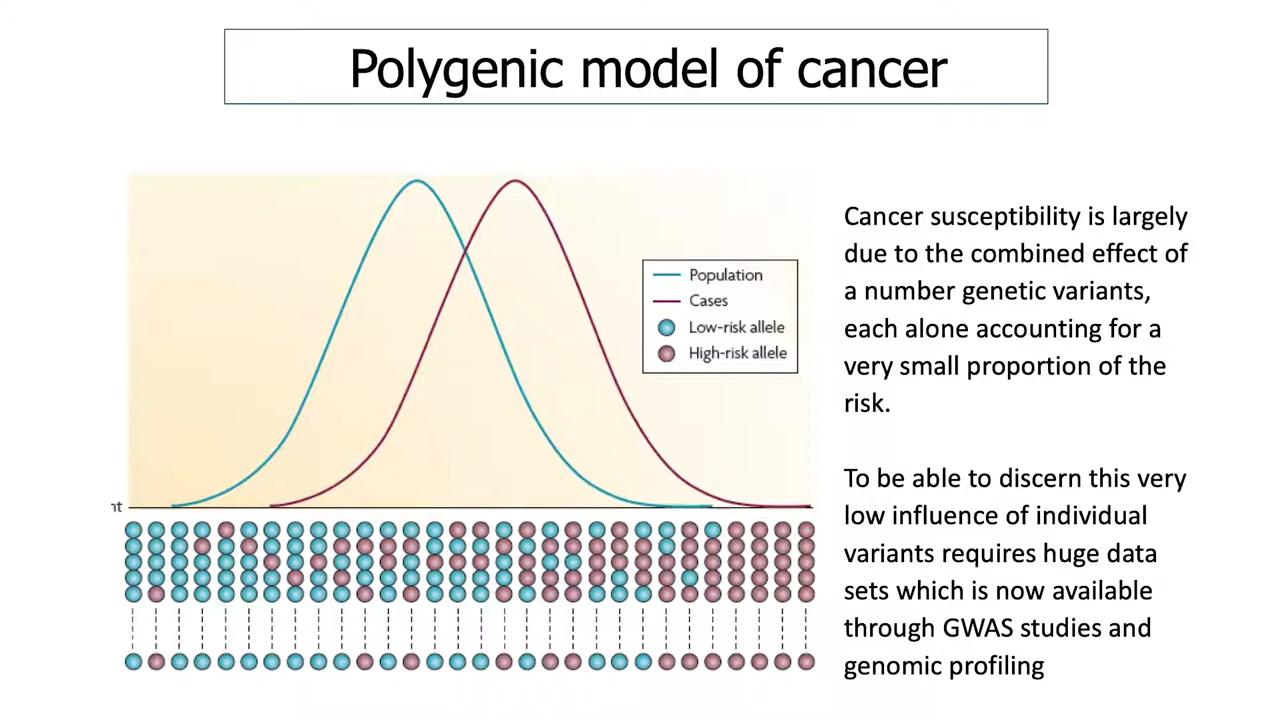 Polygenic model of cancer
Population
Cases
Low-risk allele
High-risk allele
Cancer susceptibility is largely
due to the combined effect of
a number genetic variants,
each alone accounting for a
very small proportion of the
risk.
To be able to discern this very
low influence of individual
variants requires huge data
sets which is now available
through GWAS studies and
genomic profiling